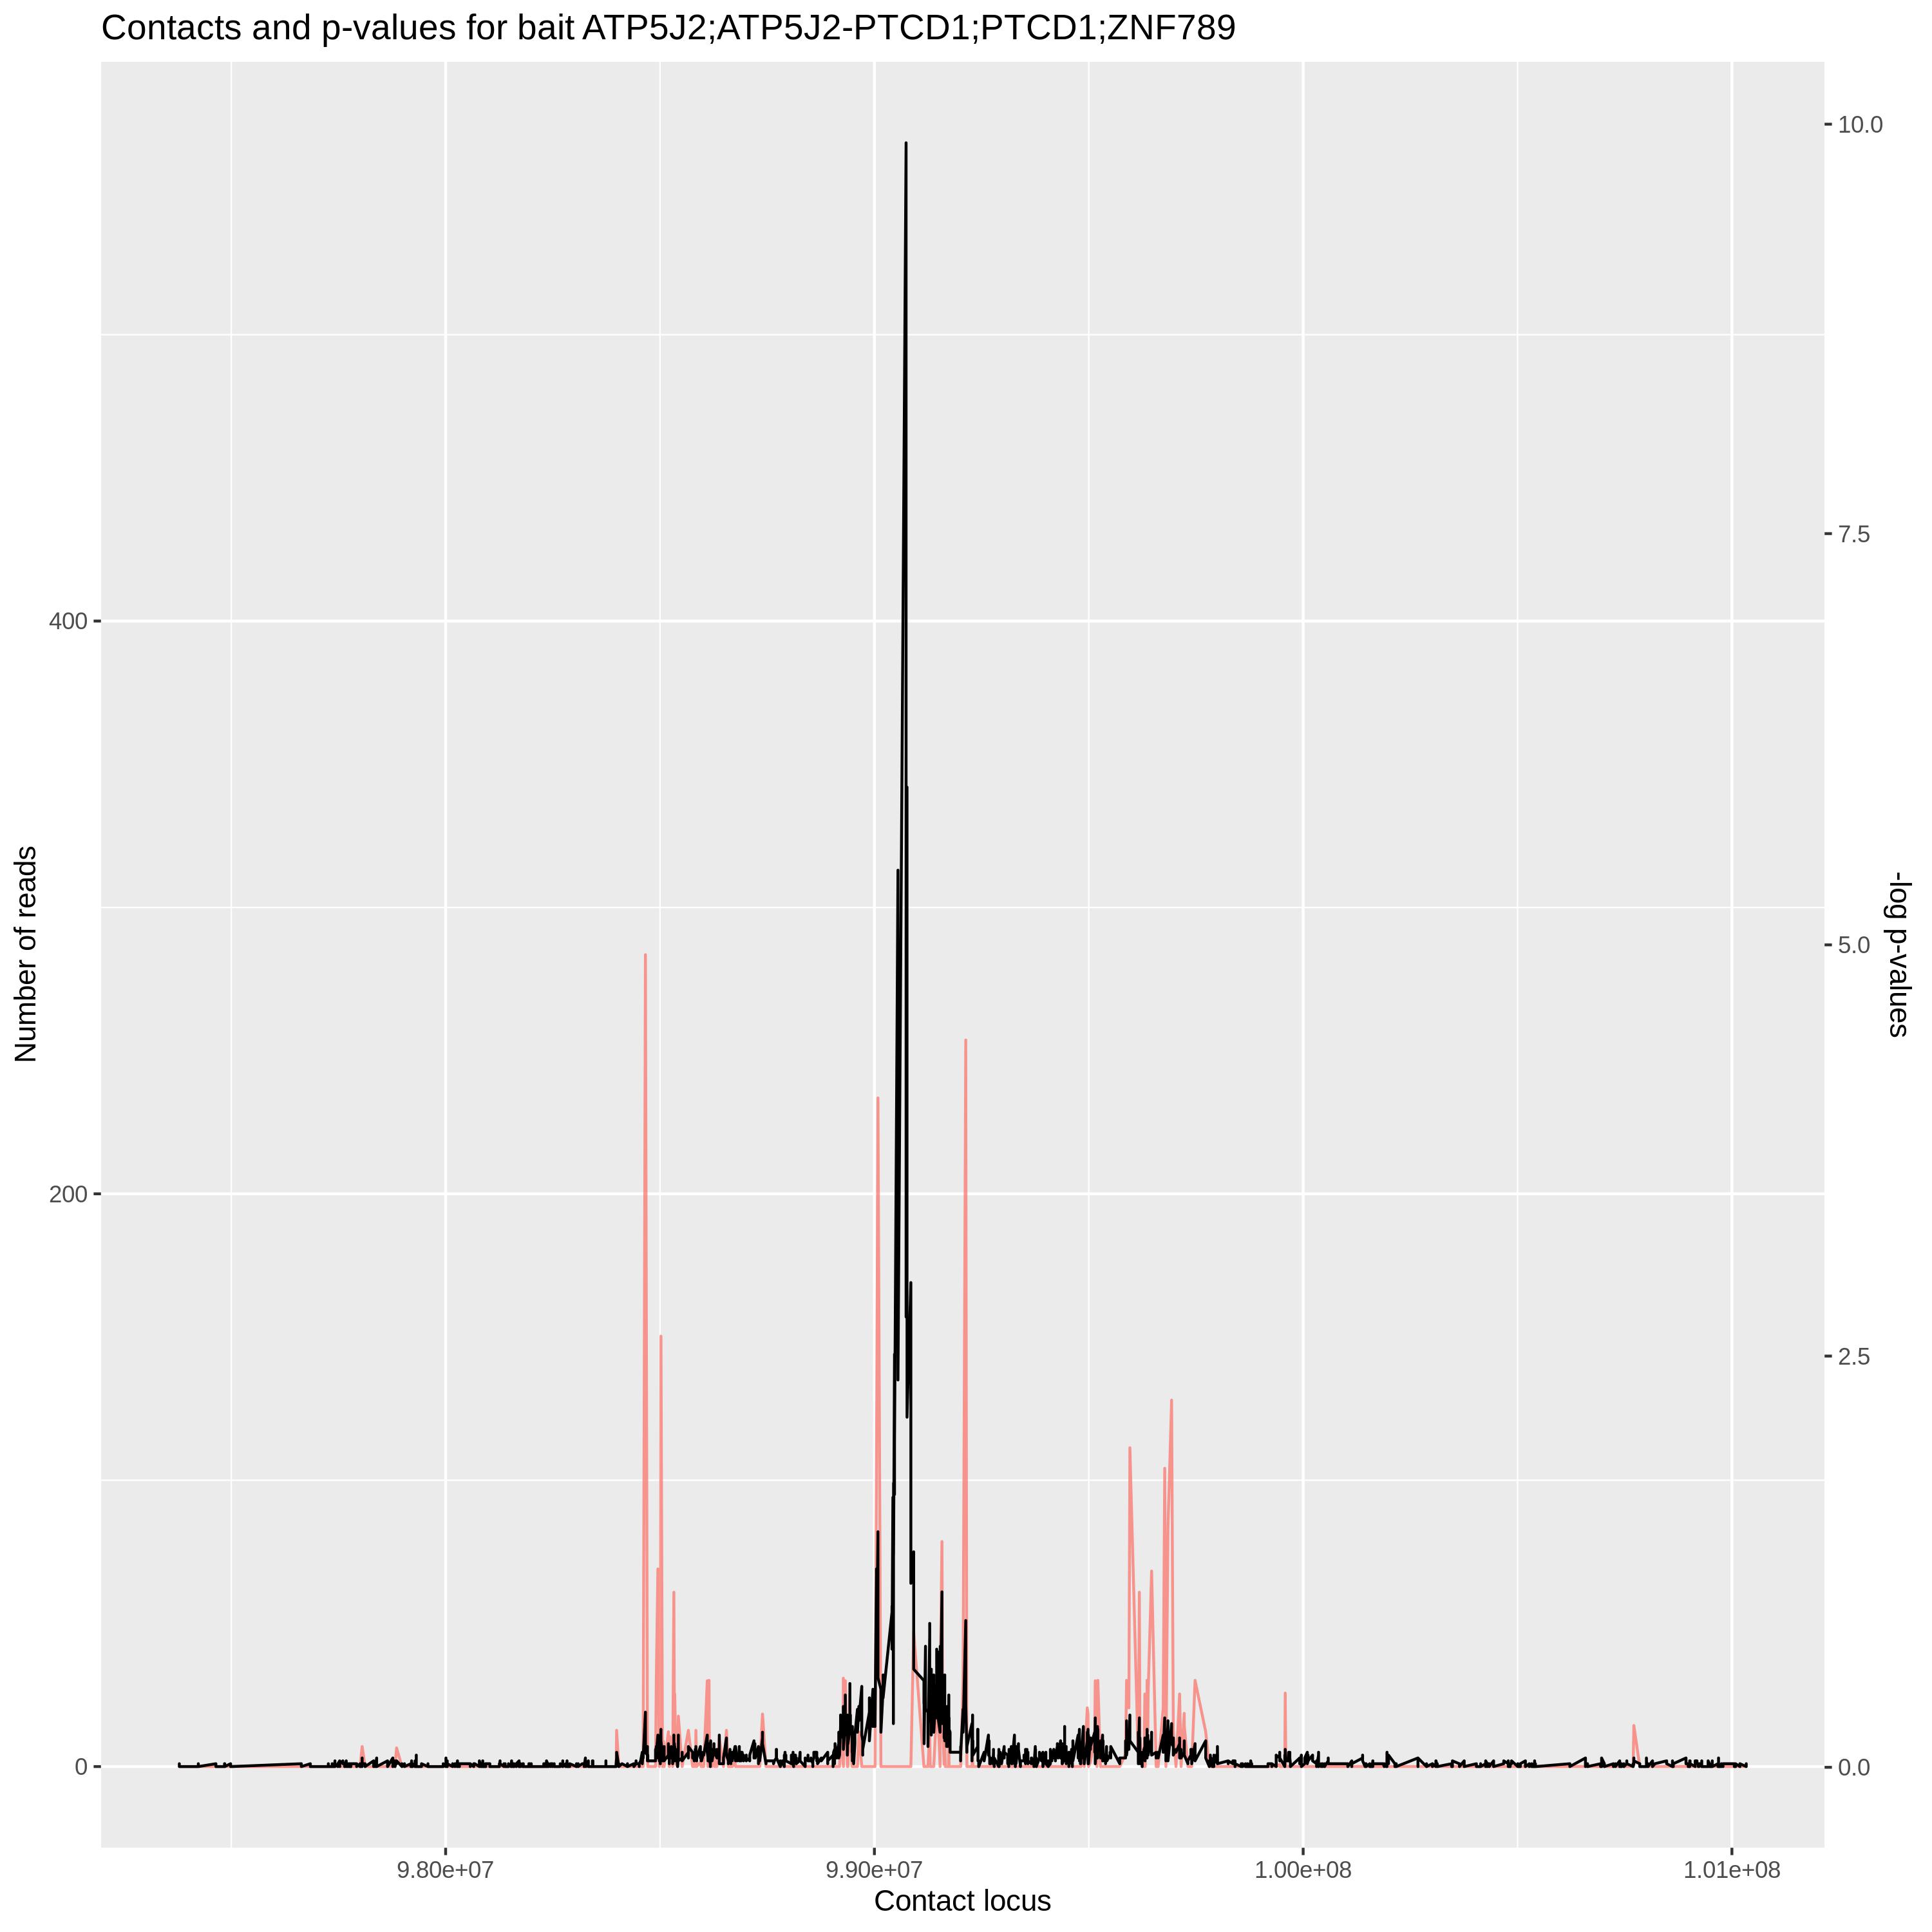 Contacts and p-values for bait ATP5J2;ATP5J2-PTCD1;PTCD1;ZNF789
10.0
7.5
400
Number of reads
5.0
-log p-values
200
2.5
0
0.0
9.80e+07
9.90e+07
1.00e+08
1.01e+08
Contact locus